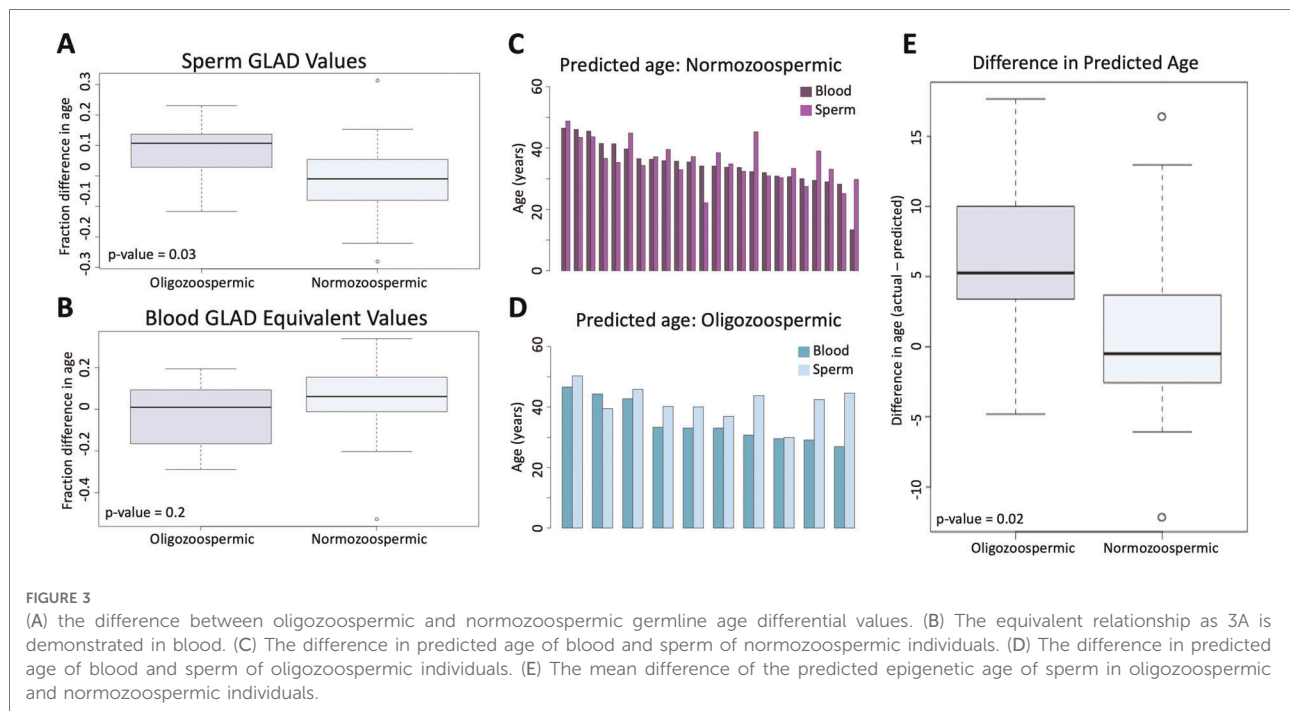 A
Sperm GLAD Values
Fraction difference in age
0.3
0.2
0.1
0
-0.1
-0.2
-0.3
p-value = 0.03
Oligozoospermic
Normozoospermic
B
Blood GLAD Equivalent Values
Fraction difference in age
0.2
0
-0.2
-0.4
p-value = 0.2
Oligozoospermic
Normozoospermic
C
Predicted age: Normozoospermic
Blood
Sperm
Age (years)
60
40
20
0
D
Predicted age: Oligozoospermic
Blood
Sperm
Age (years)
60
40
20
0
E
Difference in Predicted Age
Difference in age (actual – predicted)
15
10
5
0
-5
-10
p-value = 0.02
Oligozoospermic
Normozoospermic
FIGURE 3
(A) the difference between oligozoospermic and normozoospermic germline age differential values. (B) The equivalent relationship as 3A is
demonstrated in blood. (C) The difference in predicted age of blood and sperm of normozoospermic individuals. (D) The difference in predicted
age of blood and sperm of oligozoospermic individuals. (E) The mean difference of the predicted epigenetic age of sperm in oligozoospermic
and normozoospermic individuals.